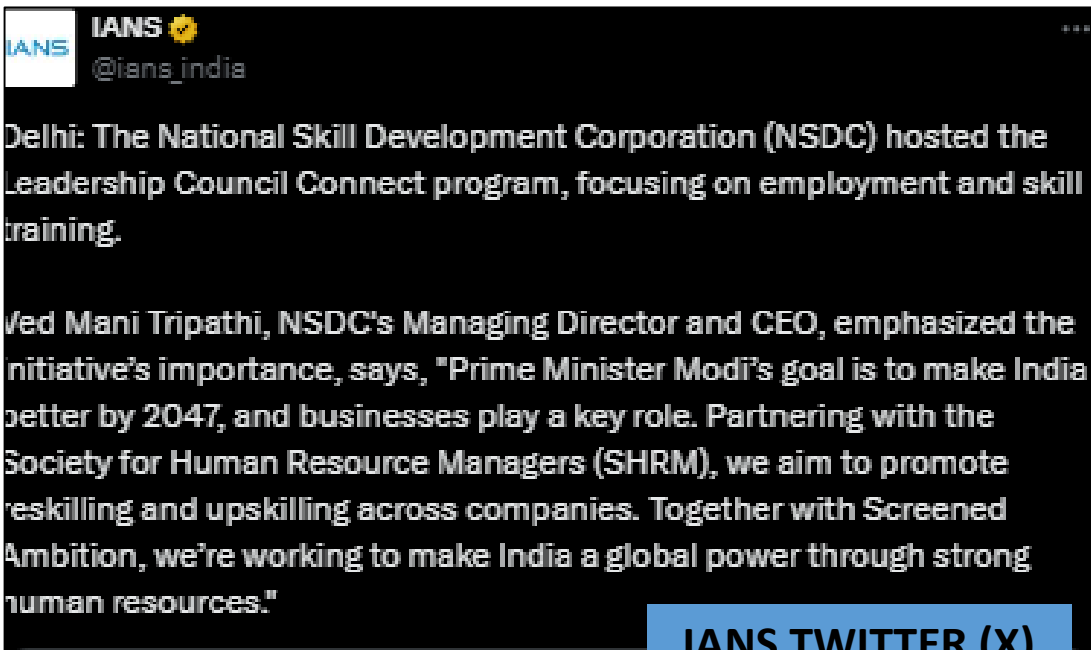 IANS
IANS
@ians_india
Delhi: The National Skill Development Corporation (NSDC) hosted the
Leadership Council Connect program, focusing on employment and skill
training.
Ved Mani Tripathi, NSDC's Managing Director and CEO, emphasized the
initiative's importance, says, "Prime Minister Modi's goal is to make India
better by 2047, and businesses play a key role. Partnering with the
Society for Human Resource Managers (SHRM), we aim to promote
reskilling and upskilling across companies. Together with Screened
Ambition, we're working to make India a global power through strong
human resources."
IANS TWITTER (X)